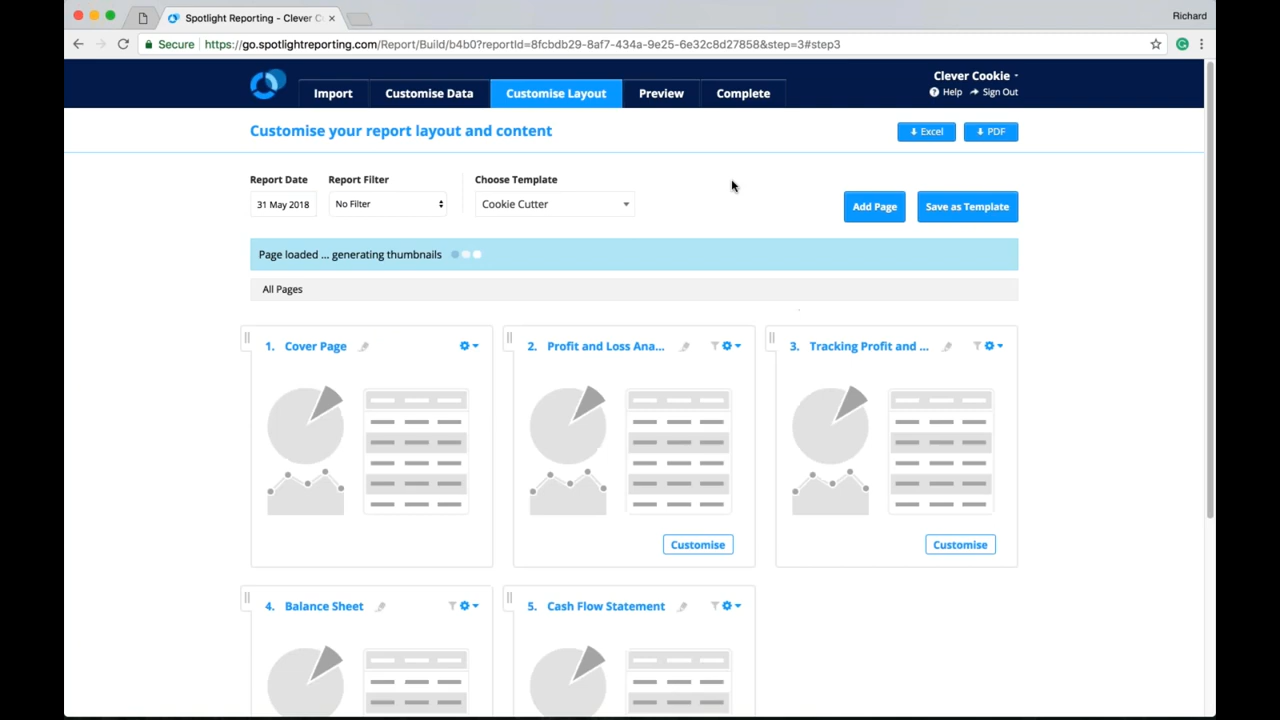 Spotlight Reporting - Clever C
Richard
Secure
https://go.spotlightreporting.com/Report/Build/b4b0?reportId=8fcbdb29-8af7-434a-9e25-6e32c8d27858&step=3#step3
Import
Customise Data
Customise Layout
Preview
Complete
Clever Cookie
Help
Sign Out
Customise your report layout and content
Excel
PDF
Report Date
Report Filter
Choose Template
31 May 2018
No Filter
Cookie Cutter
Add Page
Save as Template
Page loaded ... generating thumbnails
All Pages
1. Cover Page
2. Profit and Loss Ana...
3. Tracking Profit and ...
Customise
Customise
4. Balance Sheet
5. Cash Flow Statement